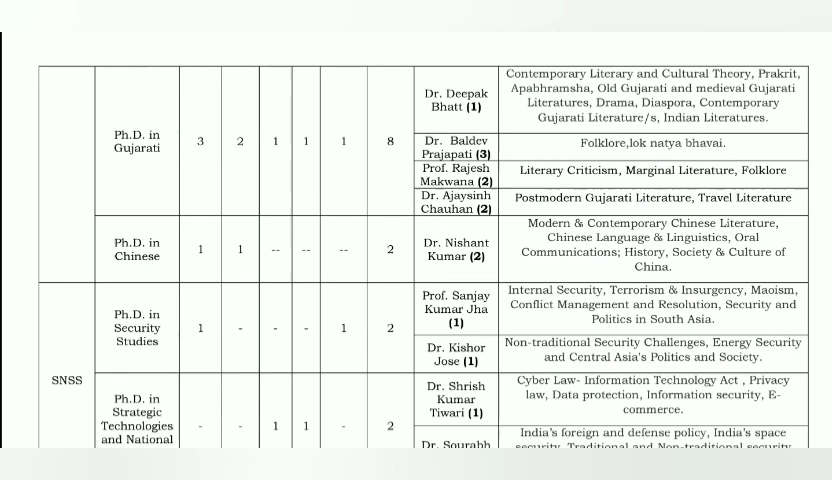 Ph.D. in
Gujarati
3 2 1 1 1 8
Dr. Deepak
Bhatt (1)
Contemporary Literary and Cultural Theory, Prakrit,
Apabhramsha, Old Gujarati and medieval Gujarati
Literatures, Drama, Diaspora, Contemporary
Gujarati Literature/s, Indian Literatures.
Dr. Baldev
Prajapati (3)
Folklore,lok natya bhavai.
Prof. Rajesh
Makwana (2)
Literary Criticism, Marginal Literature, Folklore
Dr. Ajaysinh
Chauhan (2)
Postmodern Gujarati Literature, Travel Literature
Ph.D. in
Chinese
1 1 -- -- -- 2
Dr. Nishant
Kumar (2)
Modern & Contemporary Chinese Literature,
Chinese Language & Linguistics, Oral
Communications; History, Society & Culture of
China.
SNSS
Ph.D. in
Security
Studies
1 - - - 1 2
Prof. Sanjay
Kumar Jha
(1)
Internal Security, Terrorism & Insurgency, Maoism,
Conflict Management and Resolution, Security and
Politics in South Asia.
Dr. Kishor
Jose (1)
Non-traditional Security Challenges, Energy Security
and Central Asia's Politics and Society.
Ph.D. in
Strategic
Technologies
and National
- - 1 1 - 2
Dr. Shrish
Kumar
Tiwari (1)
Cyber Law- Information Technology Act , Privacy
law, Data protection, Information security, E-
commerce.
Dr. Sourabh
India's foreign and defense policy, India's space
security, Traditional and Non-traditional security